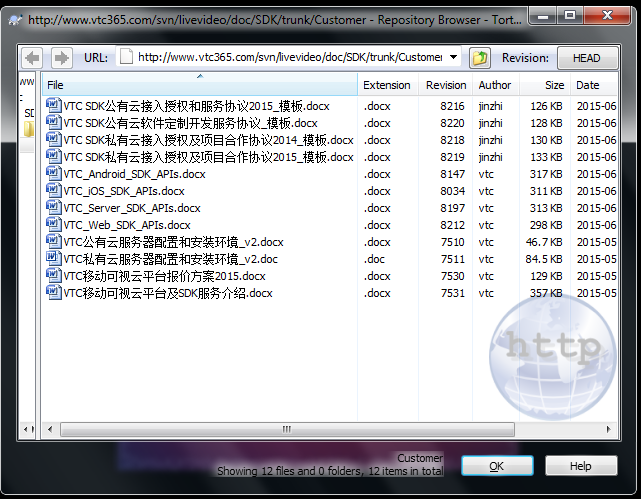 http://www.vtc365.com/svn/livevideo/doc/SDK/trunk/Customer - Repository Browser - Tort...
URL: http://www.vtc365.com/svn/livevideo/doc/SDK/trunk/Customer Revision: HEAD
File Extension Revision Author Size Date
VTC SDK公有云接入授权和服务协议2015_模板.docx .docx 8216 jinzhi 126 KB 2015-06
VTC SDK公有云软件定制开发服务协议_模板.docx .docx 8220 jinzhi 128 KB 2015-06
VTC SDK私有云接入授权及项目合作协议2014_模板.docx .docx 8218 jinzhi 130 KB 2015-06
VTC SDK私有云接入授权及项目合作协议2015_模板.docx .docx 8219 jinzhi 133 KB 2015-06
VTC_Android_SDK_APIs.docx .docx 8147 vtc 317 KB 2015-06
VTC_iOS_SDK_APIs.docx .docx 8034 vtc 311 KB 2015-06
VTC_Server_SDK_APIs.docx .docx 8197 vtc 313 KB 2015-06
VTC_Web_SDK_APIs.docx .docx 8212 vtc 298 KB 2015-06
VTC公有云服务器配置和安装环境_v2.docx .docx 7510 vtc 46.7 KB 2015-05
VTC私有云服务器配置和安装环境_v2.doc .doc 7511 vtc 84.5 KB 2015-05
VTC移动可视云平台报价方案2015.docx .docx 7530 vtc 129 KB 2015-05
VTC移动可视云平台及SDK服务介绍.docx .docx 7531 vtc 357 KB 2015-05
http
Customer
Showing 12 files and 0 folders, 12 items in total
OK Help